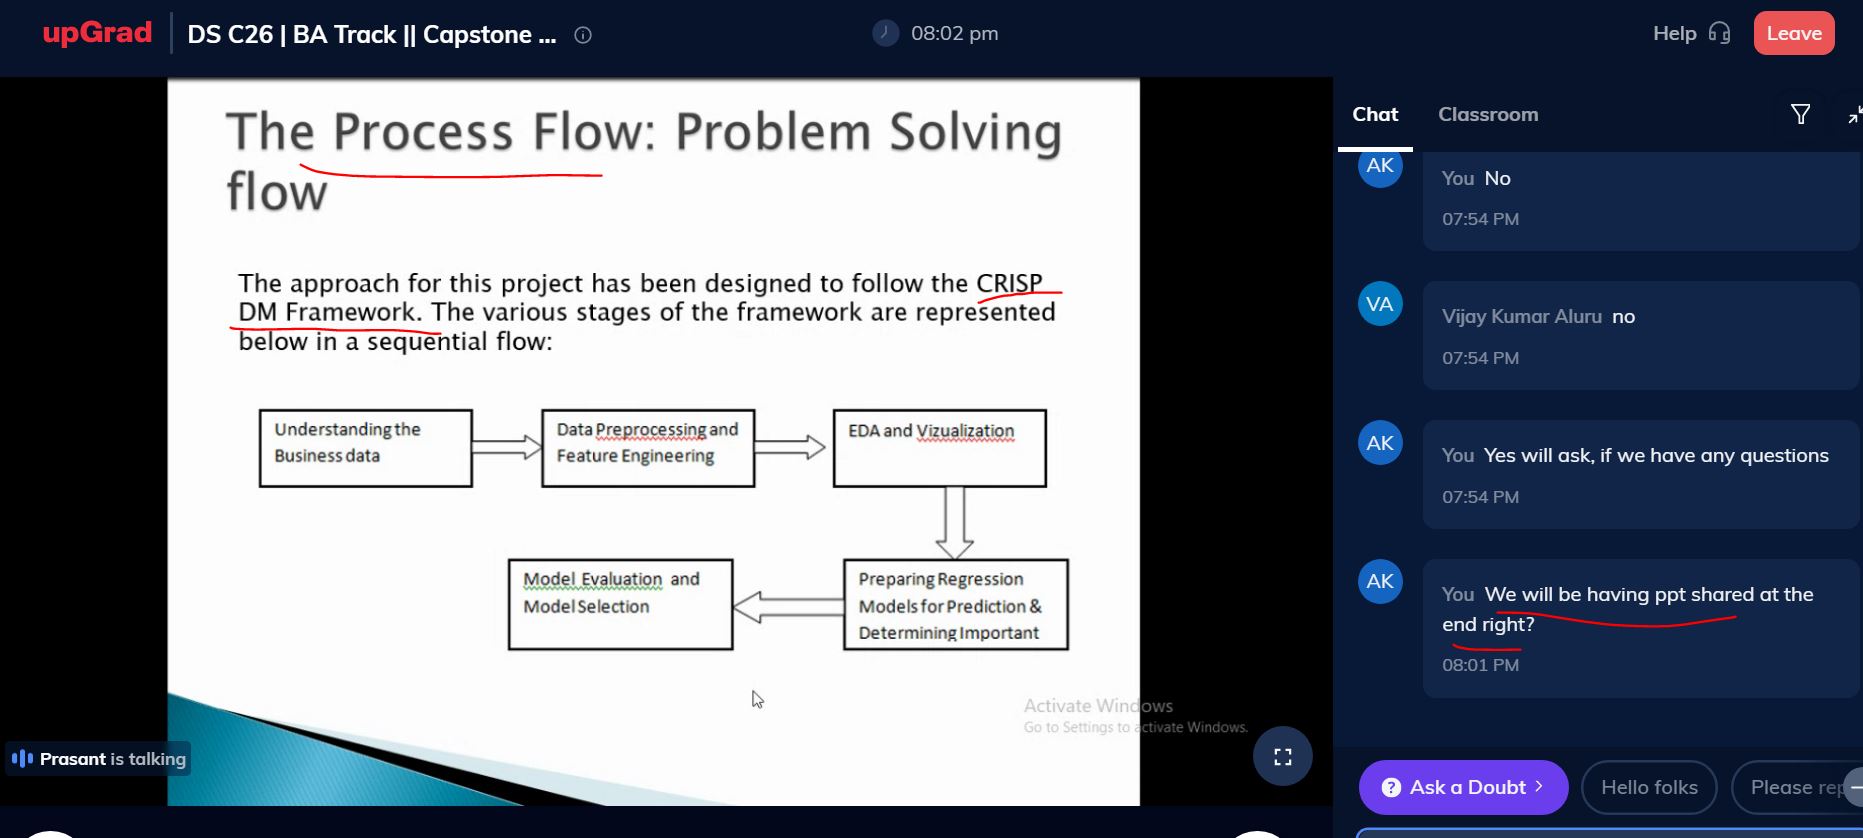 upGrad
DS C26 | BA Track || Capstone ...
08:02 pm
Help
Leave
The Process Flow: Problem Solving
flow
The approach for this project has been designed to follow the CRISP
DM Framework. The various stages of the framework are represented
below in a sequential flow:
Understanding the
Business data
Data Preprocessing and
Feature Engineering
EDA and Vizualization
Preparing Regression
Models for Prediction &
Determining Important
Model Evaluation and
Model Selection
Activate Windows
Go to Settings to activate Windows.
Prasant is talking
Chat
Classroom
AK
You No
07:54 PM
VA
Vijay Kumar Aluru no
07:54 PM
AK
You Yes will ask, if we have any questions
07:54 PM
AK
You We will be having ppt shared at the
end right?
08:01 PM
? Ask a Doubt >
Hello folks
Please rep